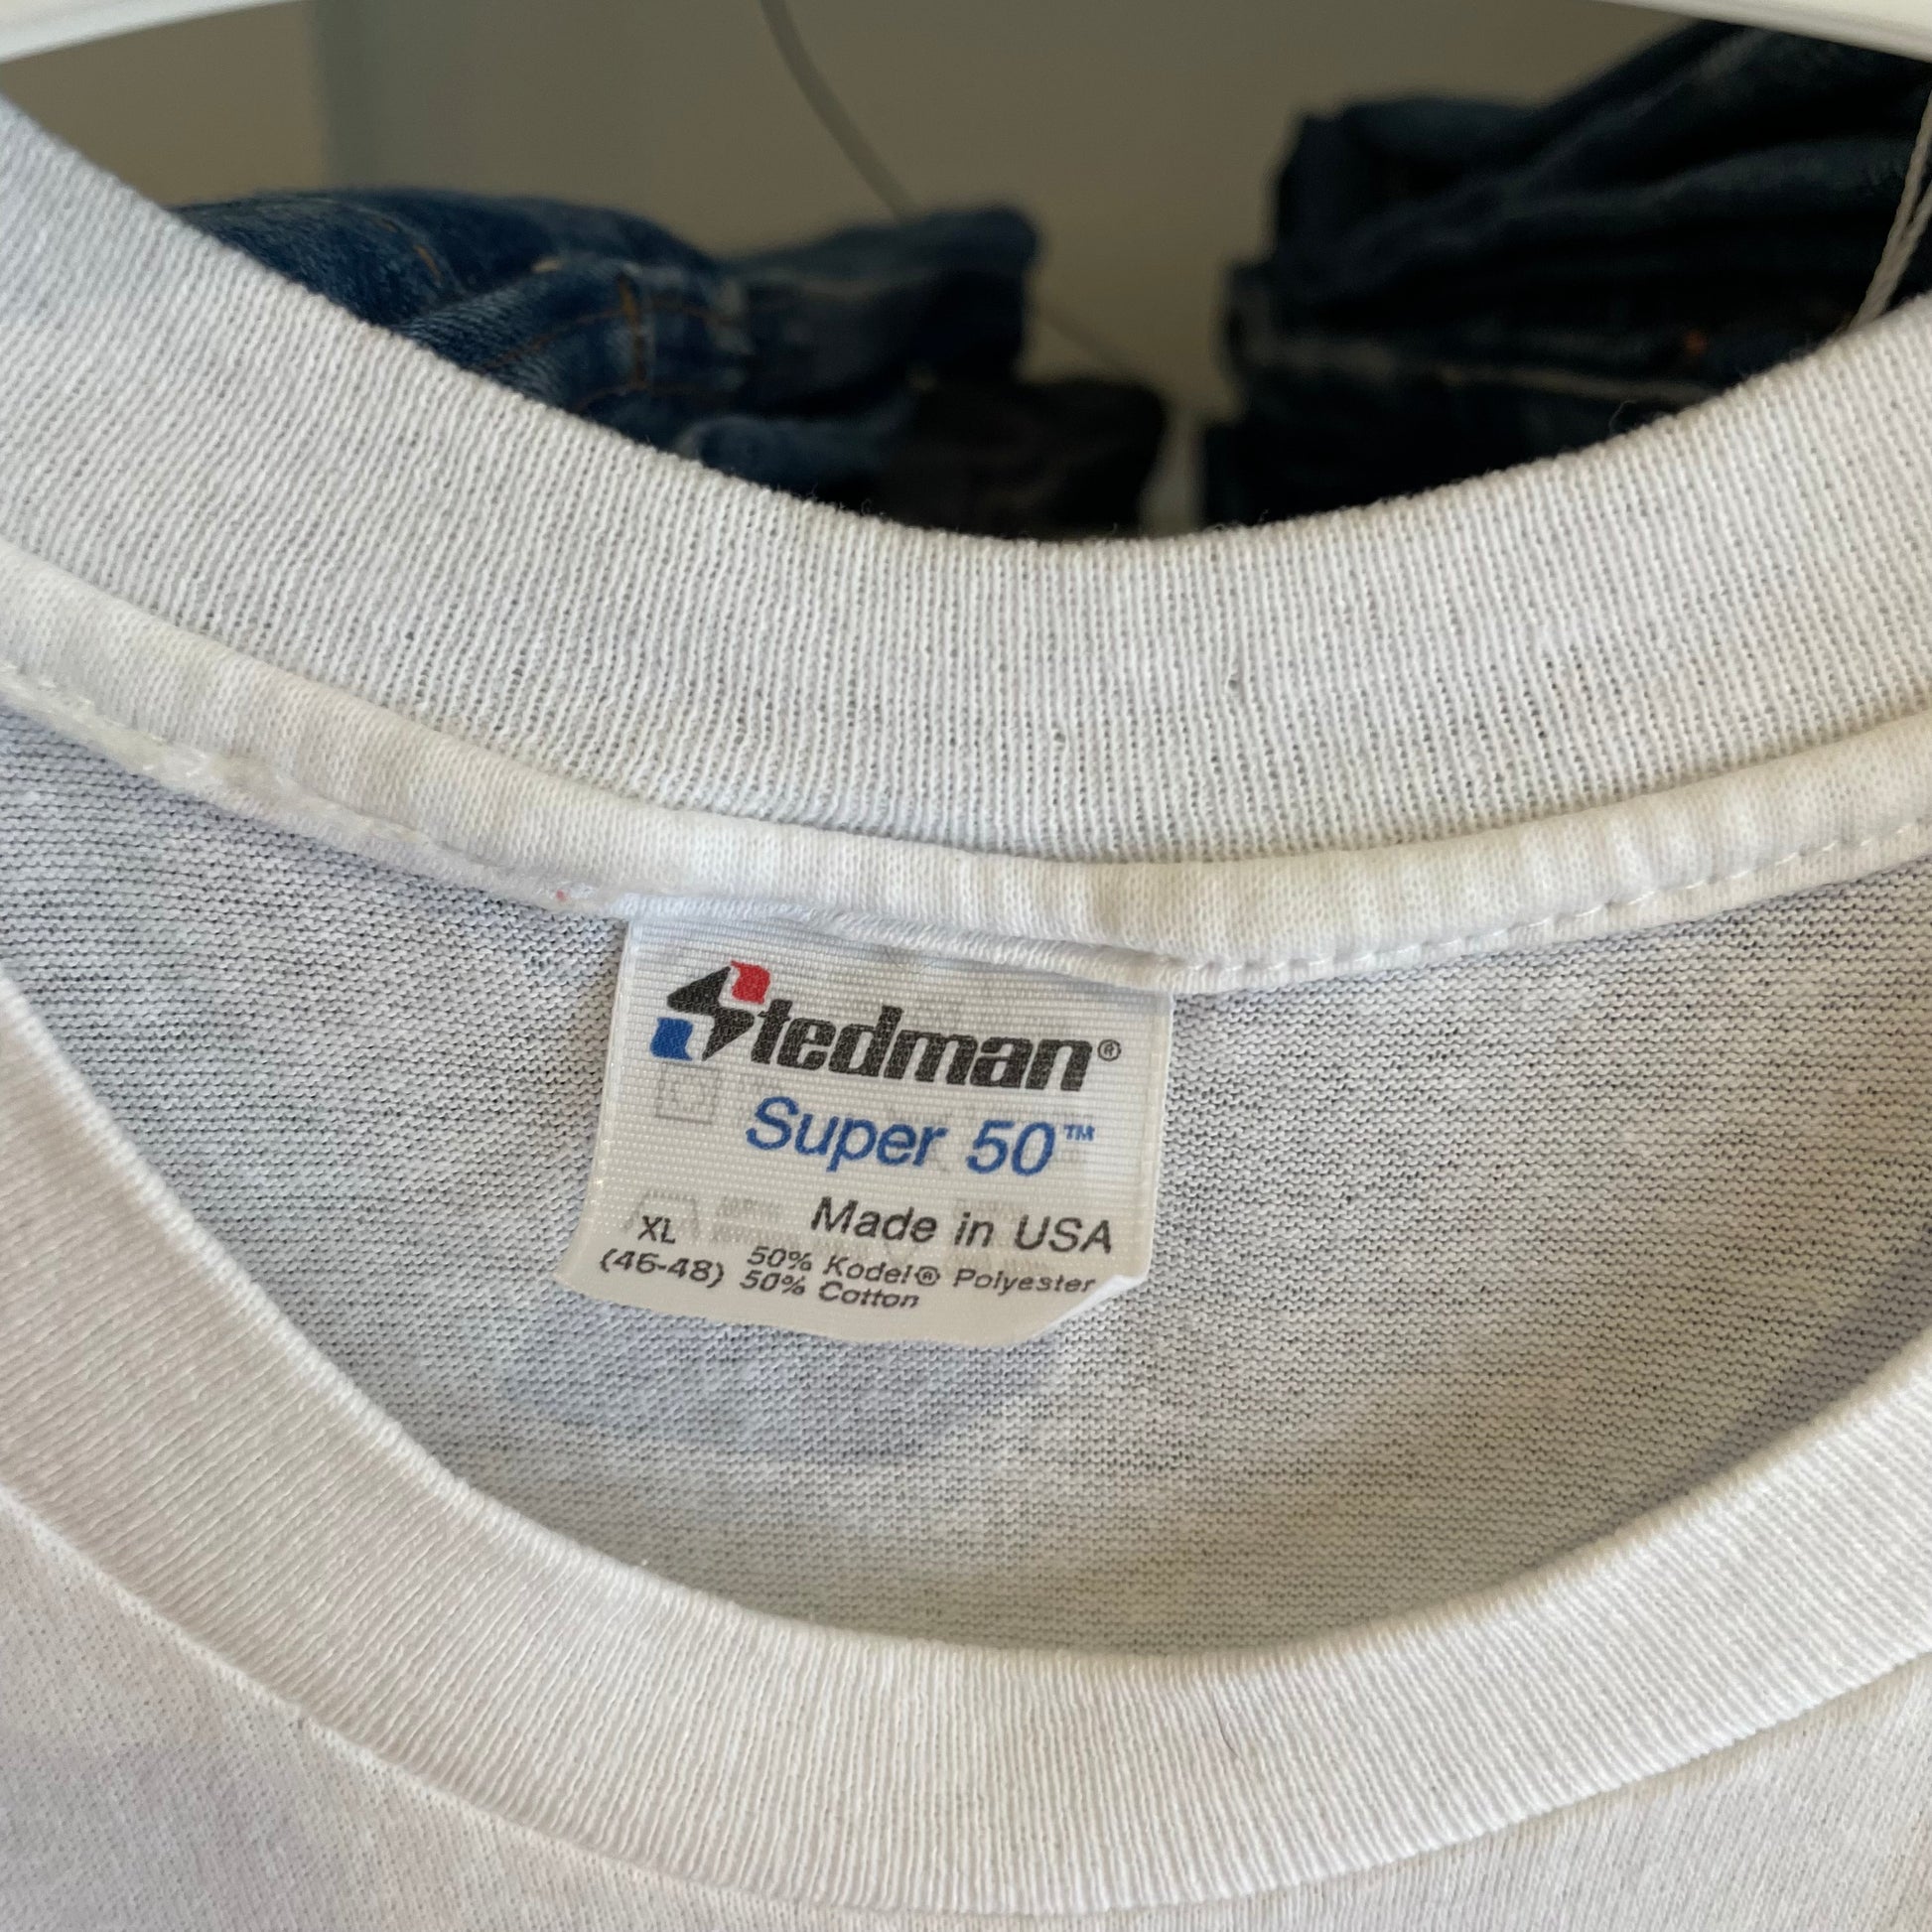 Stedman®
Super 50™
Made in USA
XL
(46-48)
50% Kodel® Polyester
50% Cotton